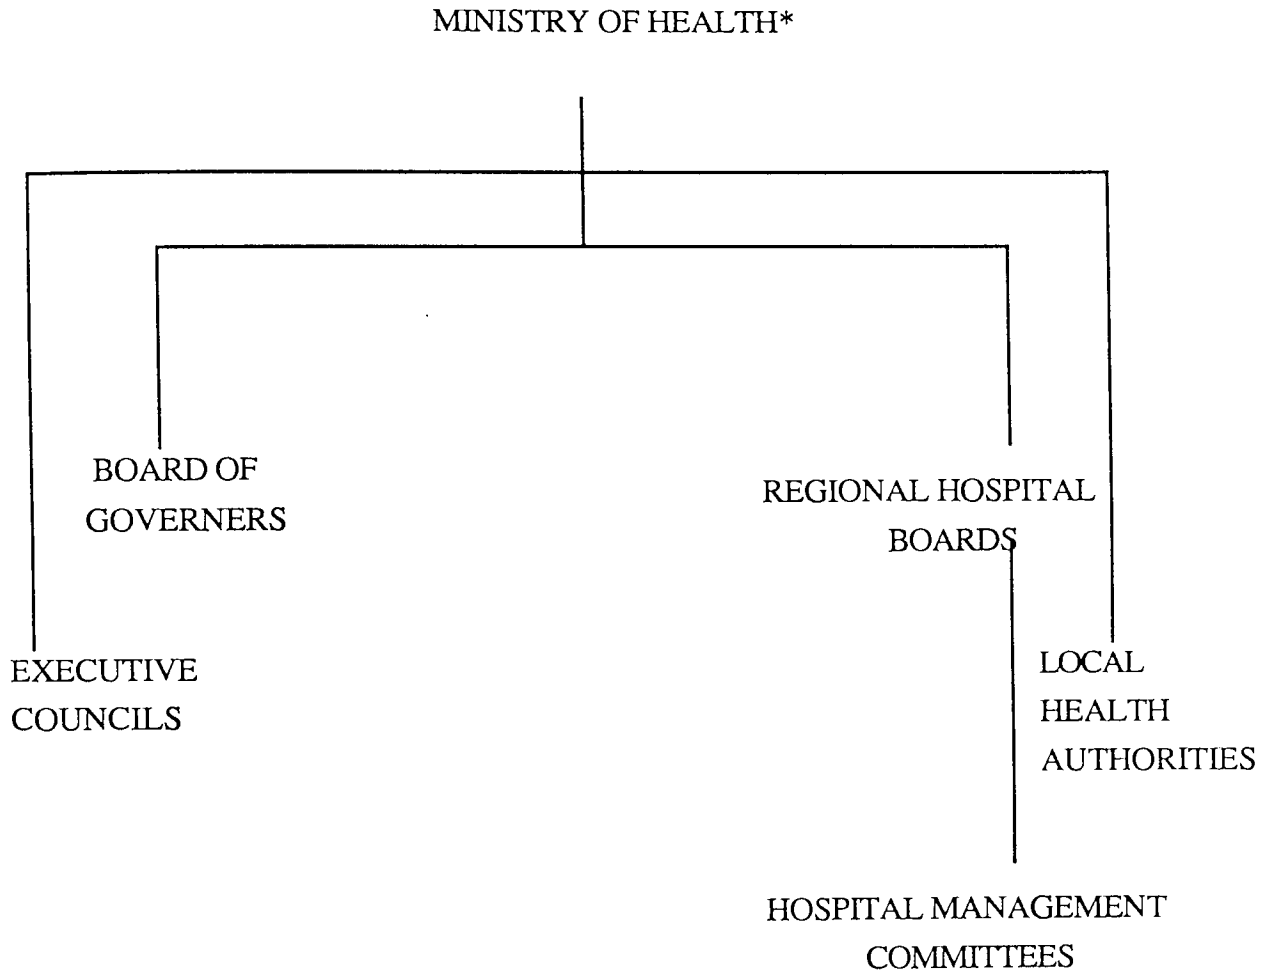 MINISTRY OF HEALTH*
BOARD OF
GOVERNERS
REGIONAL HOSPITAL
BOARDS
EXECUTIVE
COUNCILS
LOCAL
HEALTH
AUTHORITIES
HOSPITAL MANAGEMENT
COMMITTEES